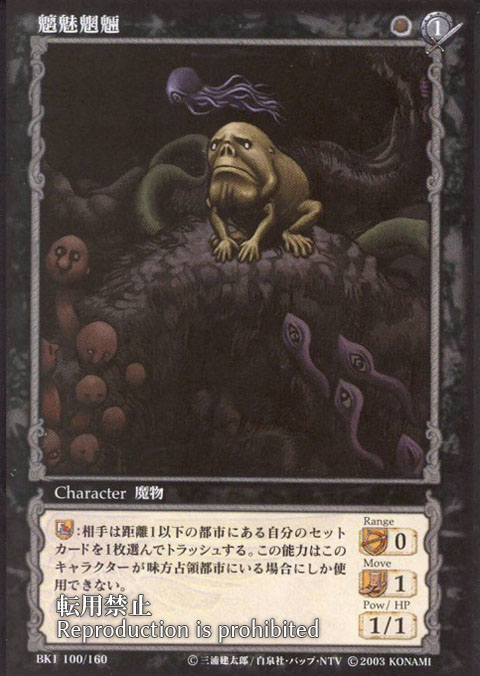 魑魅魍魎
1
Character 魔物
:相手は距離1以下の都市にある自分のセット
カードを1枚選んでトラッシュする。この能力はこの
キャラクターが味方占領都市にいる場合にしか使
用できない。
Range
0
Move
1
Pow/ HP
1/1
転用禁止
Reproduction is prohibited
BK1 100/160
©三浦建太郎/白泉社・バップ・NTV ©2003 KONAMI